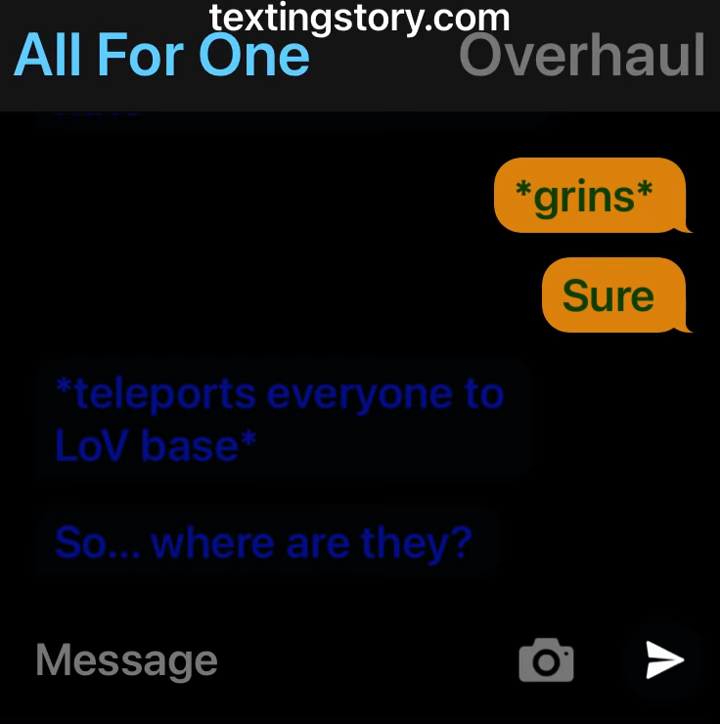 textingstory.com
All For One
Overhaul
*grins*
Sure
*teleports everyone to
LoV base*
So... where are they?
Message